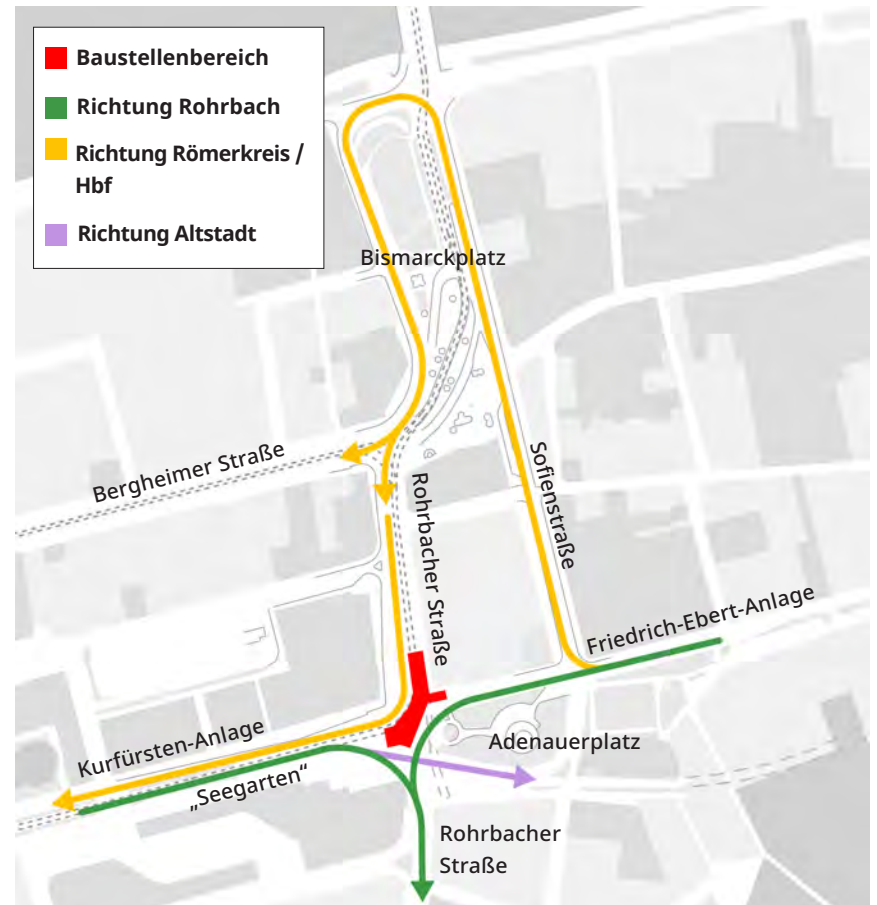 Baustellenbereich
Richtung Rohrbach
Richtung Römerkreis /
Hbf
Richtung Altstadt
Bismarckplatz
Bergheimer Straße
Rohrbacher Straße
Sofienstraße
Friedrich-Ebert-Anlage
Kurfürsten-Anlage
Adenauerplatz
„Seegarten“
Rohrbacher
Straße